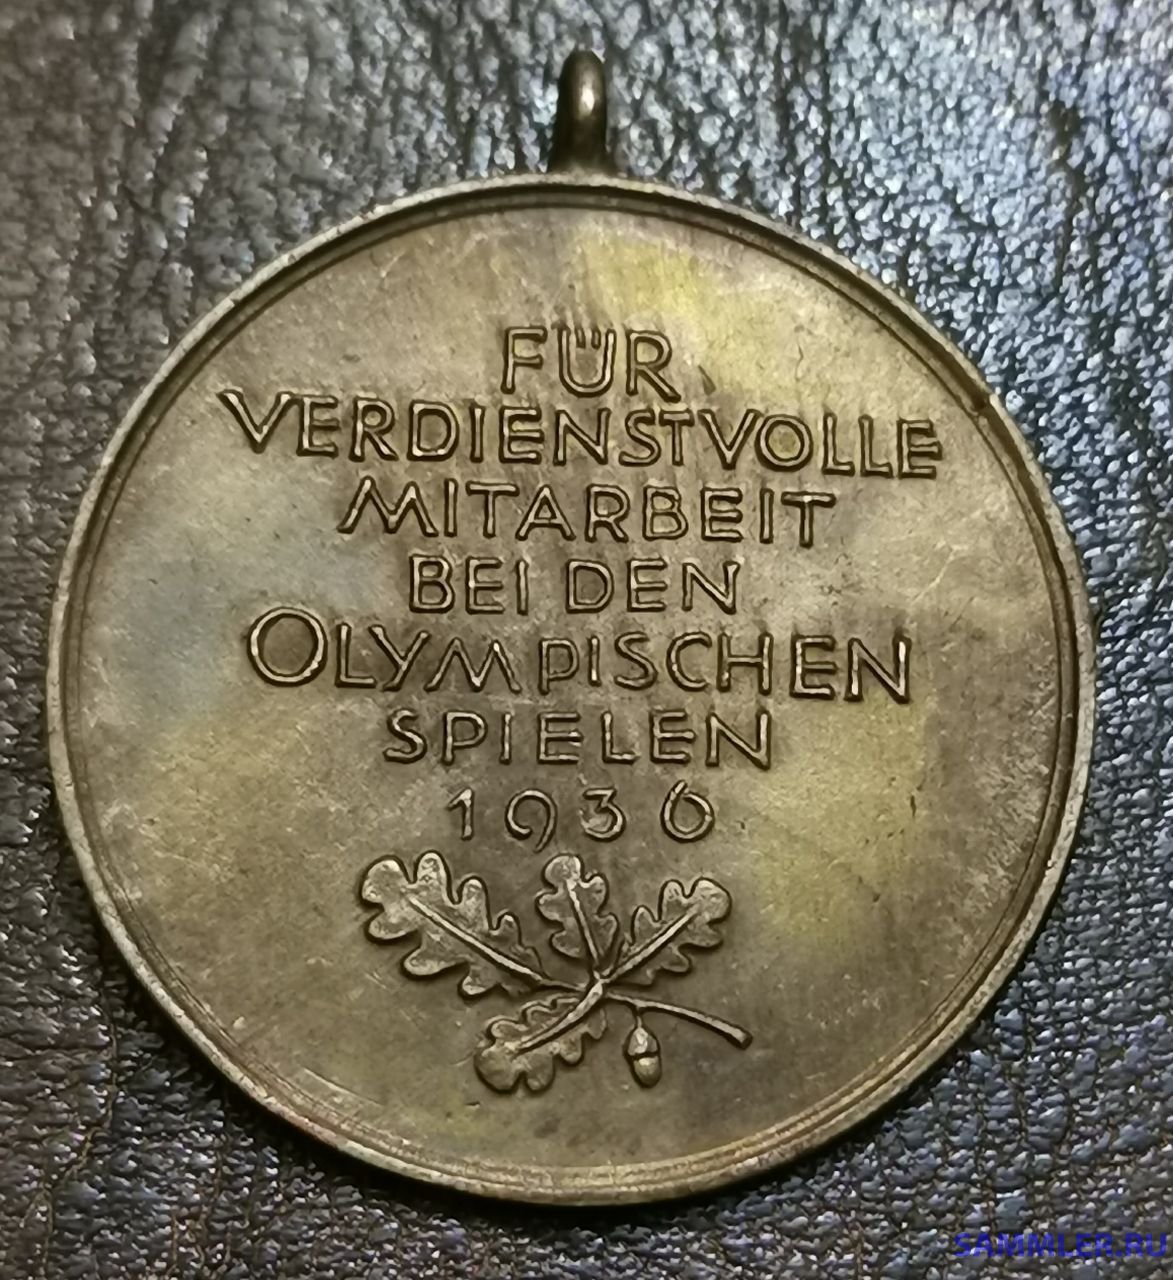 FÜR
VERDIENSTVOLLE
MITARBEIT
BEI DEN
OLYMPISCHEN
SPIELEN
1936
SAMMLER.RU